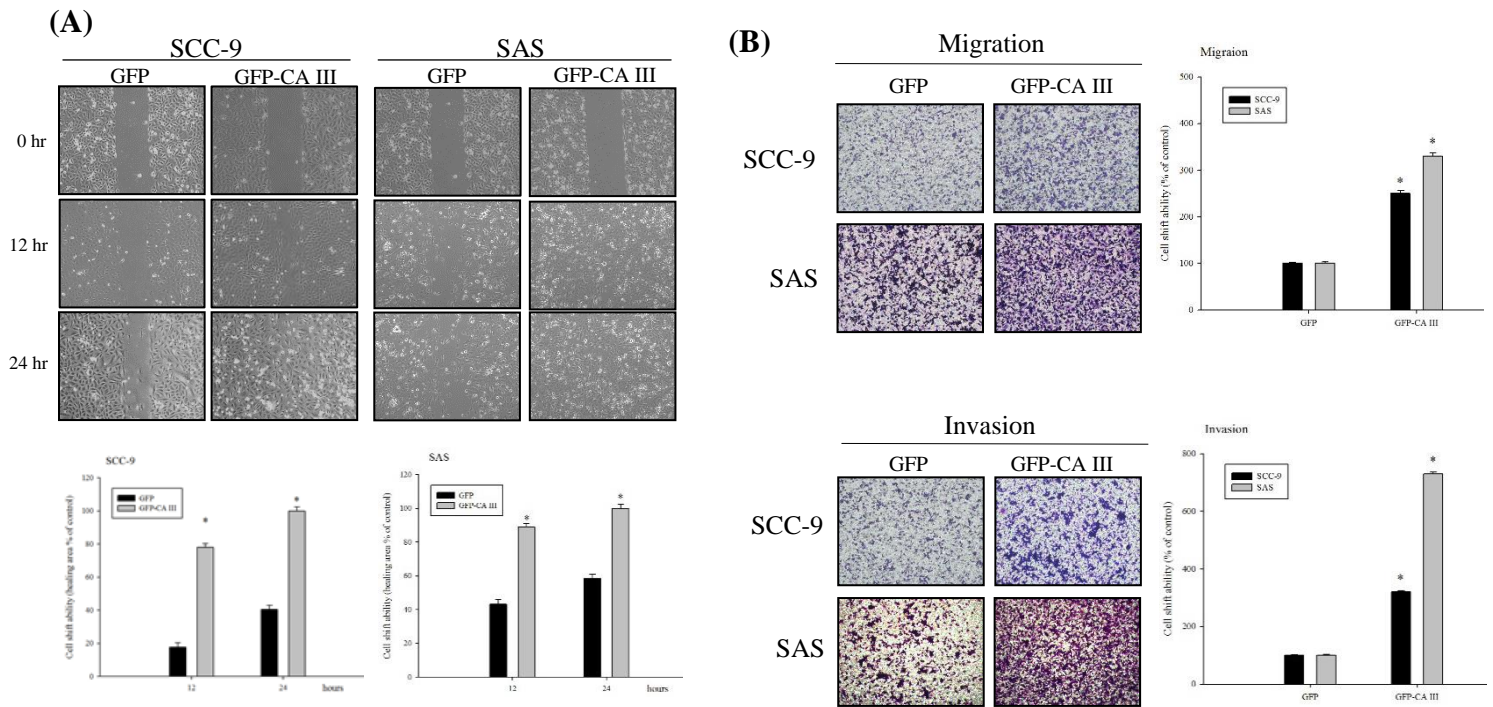 (A)
SCC-9 SAS
GFP GFP-CA III GFP GFP-CA III
0 hr
12 hr
24 hr
SCC-9
Cell shift ability (healing area % of control)
120
100
80
60
40
20
0
GFP
GFP-CA III
*
*
12 24 hours
SAS
Cell shift ability (healing area % of control)
120
100
80
60
40
20
0
GFP
GFP-CA III
*
*
12 24 hours
(B)
Migration
GFP GFP-CA III
SCC-9
SAS
Migraion
Cell shift ability (% of control)
500
400
300
200
100
0
SCC-9
SAS
*
*
GFP GFP-CA III
Invasion
GFP GFP-CA III
SCC-9
SAS
Invasion
Cell shift ability (% of control)
800
600
400
200
0
SCC-9
SAS
*
*
GFP GFP-CA III